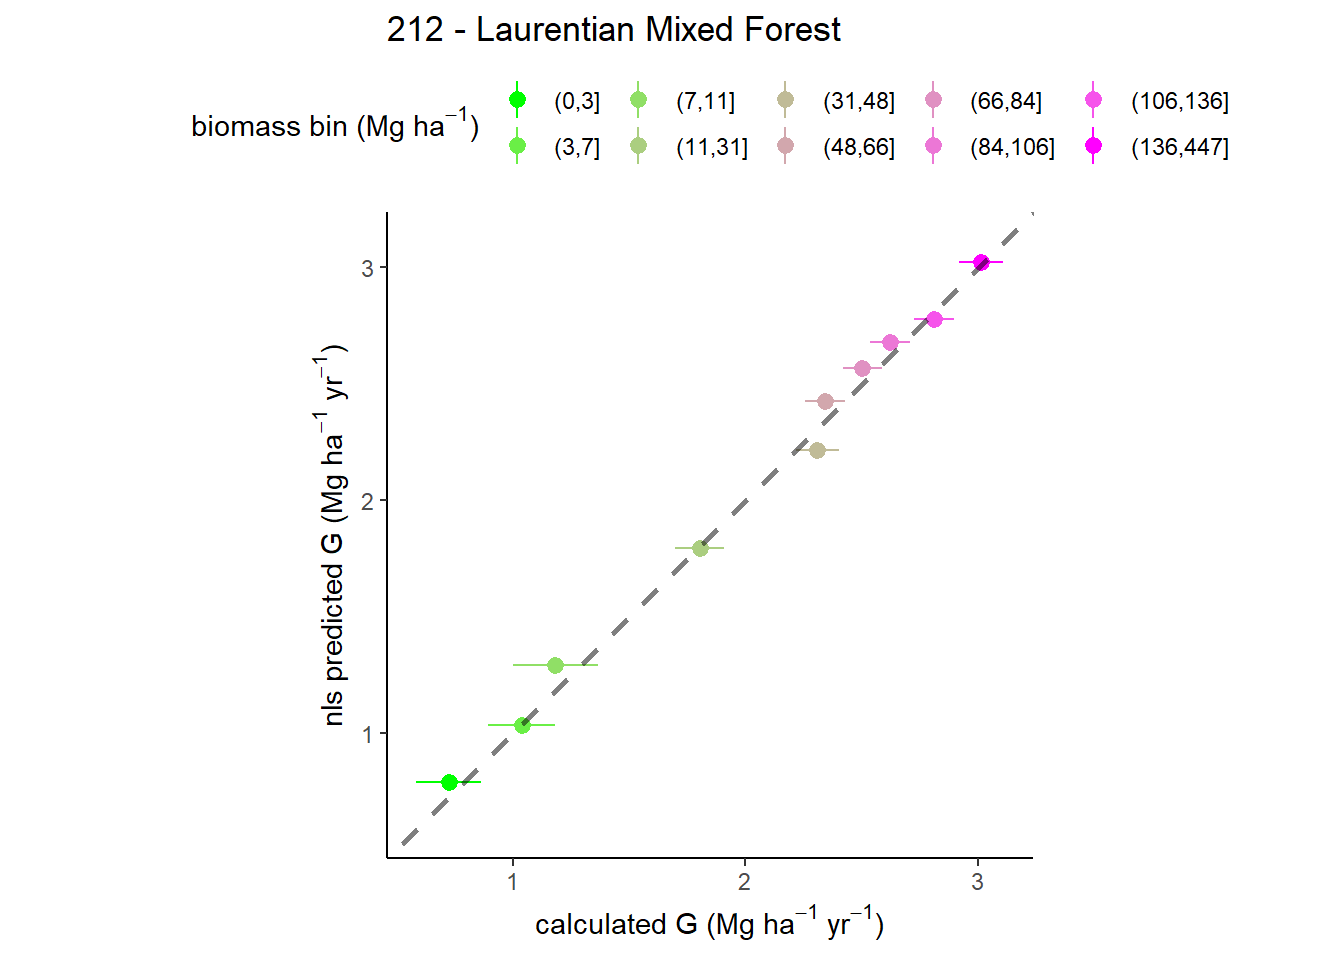 212 - Laurentian Mixed Forest
biomass bin (Mg ha⁻¹)
(0,3] (7,11] (31,48] (66,84] (106,136]
(3,7] (11,31] (48,66] (84,106] (136,447]
nls predicted G (Mg ha⁻¹ yr⁻¹)
3
2
1
1 2 3
calculated G (Mg ha⁻¹ yr⁻¹)